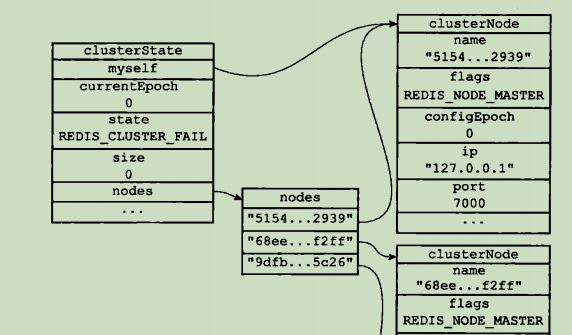 clusterState
myself
currentEpoch
0
state
REDIS_CLUSTER_FAIL
size
0
nodes
...
nodes
"5154...2939"
"68ee...f2ff"
"9dfb...5c26"
clusterNode
name
"5154...2939"
flags
REDIS_NODE_MASTER
configEpoch
0
ip
"127.0.0.1"
port
7000
...
clusterNode
name
"68ee...f2ff"
flags
REDIS_NODE_MASTER